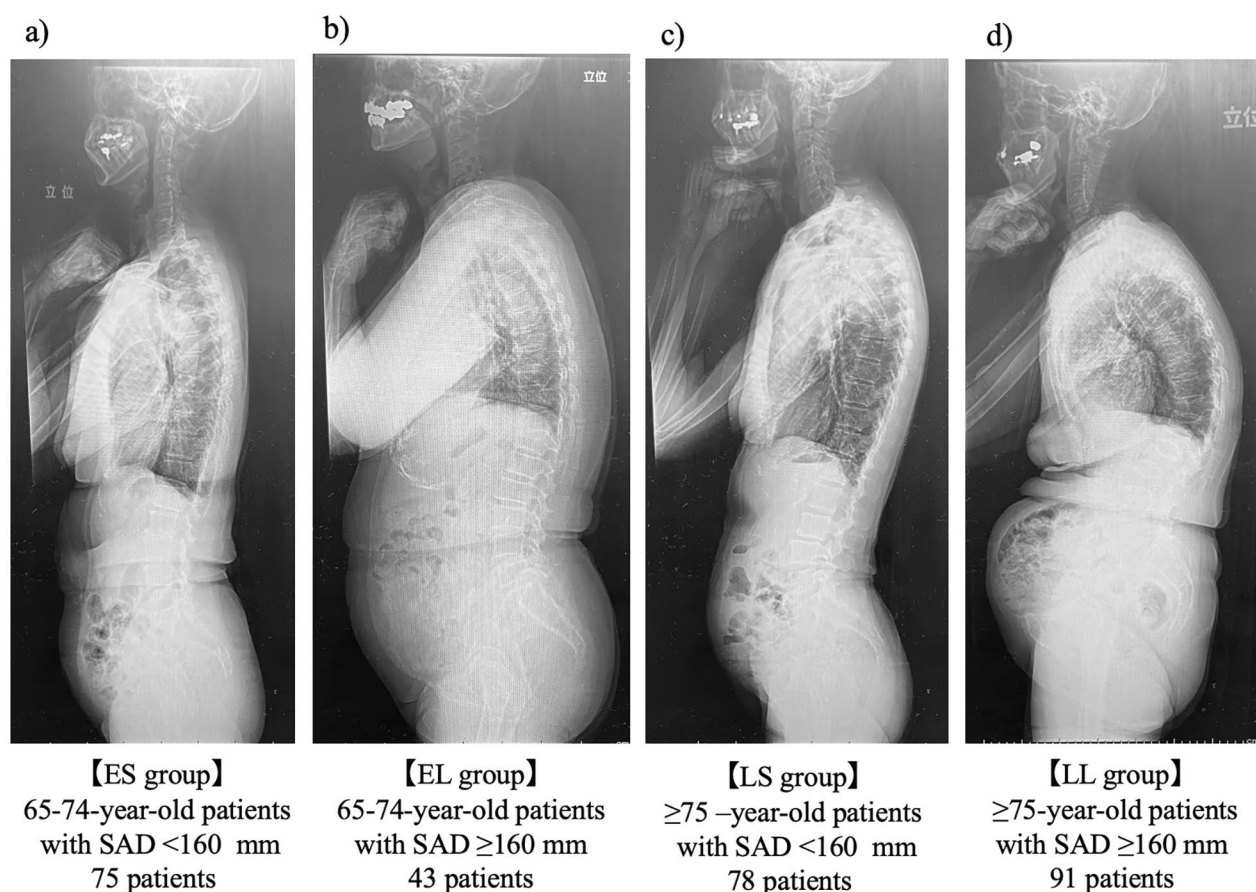 a)
b)
c)
d)
立位
立位
立位
cm
【ES group】
65-74-year-old patients
with SAD <160 mm
75 patients
【EL group】
65-74-year-old patients
with SAD ≥160 mm
43 patients
【LS group】
≥75 –year-old patients
with SAD <160 mm
78 patients
【LL group】
≥75-year-old patients
with SAD ≥160 mm
91 patients